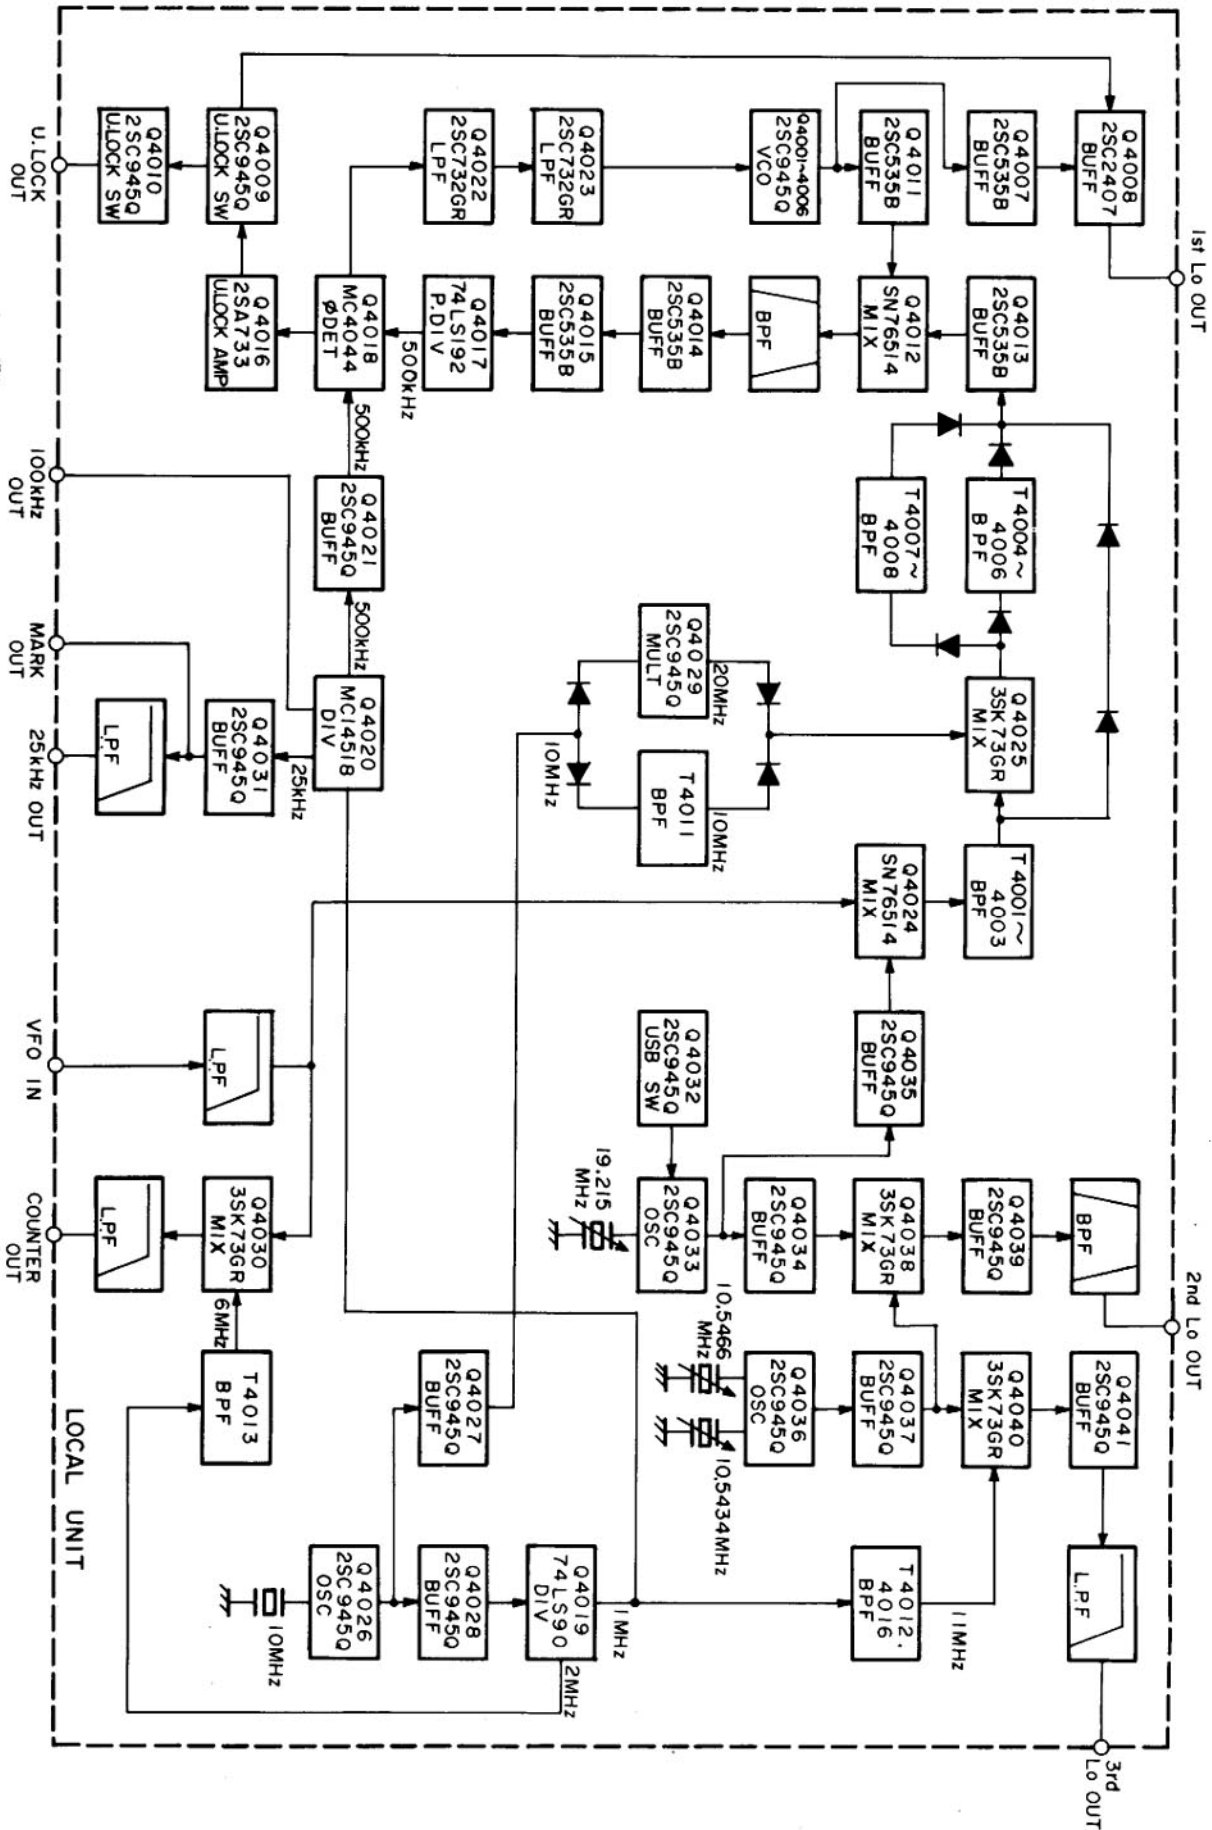 1st Lo OUT
2nd Lo OUT
3rd
Lo OUT
Q4008
2SC2407
BUFF
Q4007
2SC535B
BUFF
Q4011
2SC535B
BUFF
Q4001~4006
2SC945Q
VCO
Q4023
2SC732GR
LPF
Q4022
2SC732GR
LPF
Q4009
2SC945Q
U.LOCK SW
Q4010
2SC945Q
U.LOCK SW
U.LOCK
OUT
Q4013
2SC535B
BUFF
Q4012
SN76514
MIX
BPF
Q4014
2SC535B
BUFF
Q4015
2SC535B
BUFF
Q4017
74LS192
P.DIV
500kHz
Q4018
MC4044
ØDET
Q4016
2SA733
U.LOCK AMP
T4004~
4006
BPF
T4007~
4008
BPF
500kHz
Q4021
2SC945Q
BUFF
500kHz
100kHz
OUT
Q4025
3SK73GR
MIX
Q4029
2SC945Q
MULT
20MHz
T4011
BPF
10MHz
10MHz
Q4020
MC14518
DIV
25kHz
Q4031
2SC945Q
BUFF
L.P.F
MARK
OUT
25kHz OUT
T4001~
4003
BPF
Q4024
SN76514
MIX
Q4035
2SC945Q
BUFF
Q4032
2SC945Q
USB SW
L.P.F
VFO IN
BPF
Q4039
2SC945Q
BUFF
Q4038
3SK73GR
MIX
Q4034
2SC945Q
BUFF
Q4033
2SC945Q
OSC
19.215
MHz
Q4030
3SK73GR
MIX
L.P.F
COUNTER
OUT
6MHz
Q4041
2SC945Q
BUFF
Q4040
3SK73GR
MIX
Q4037
2SC945Q
BUFF
Q4036
2SC945Q
OSC
10.5466
MHz
10.5434MHz
Q4027
2SC945Q
BUFF
T4013
BPF
L.P.F
T4012.
4016
BPF
11MHz
Q4019
74LS90
DIV
1MHz
2MHz
Q4028
2SC945Q
BUFF
Q4026
2SC945Q
OSC
10MHz
LOCAL UNIT